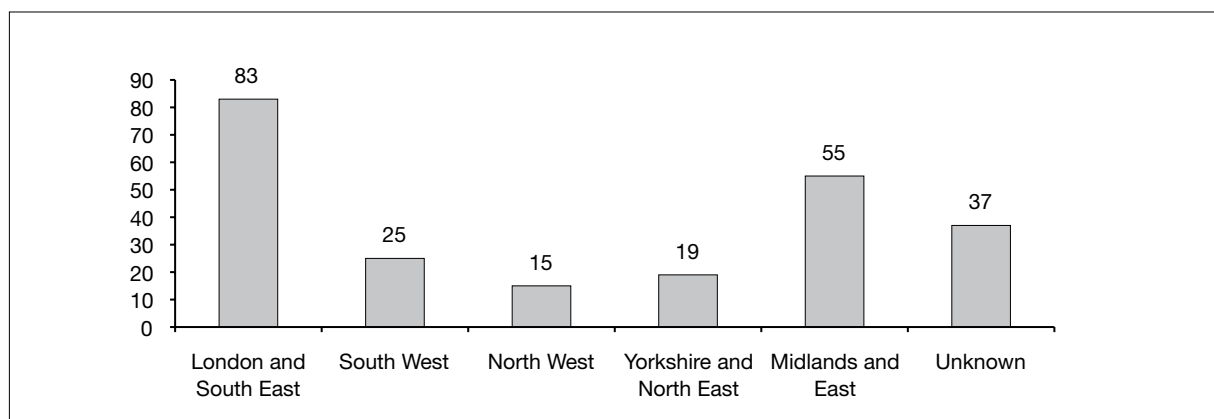 90
80
70
60
50
40
30
20
10
0
83
25
15
19
55
37
London and
South East
South West
North West
Yorkshire and
North East
Midlands and
East
Unknown